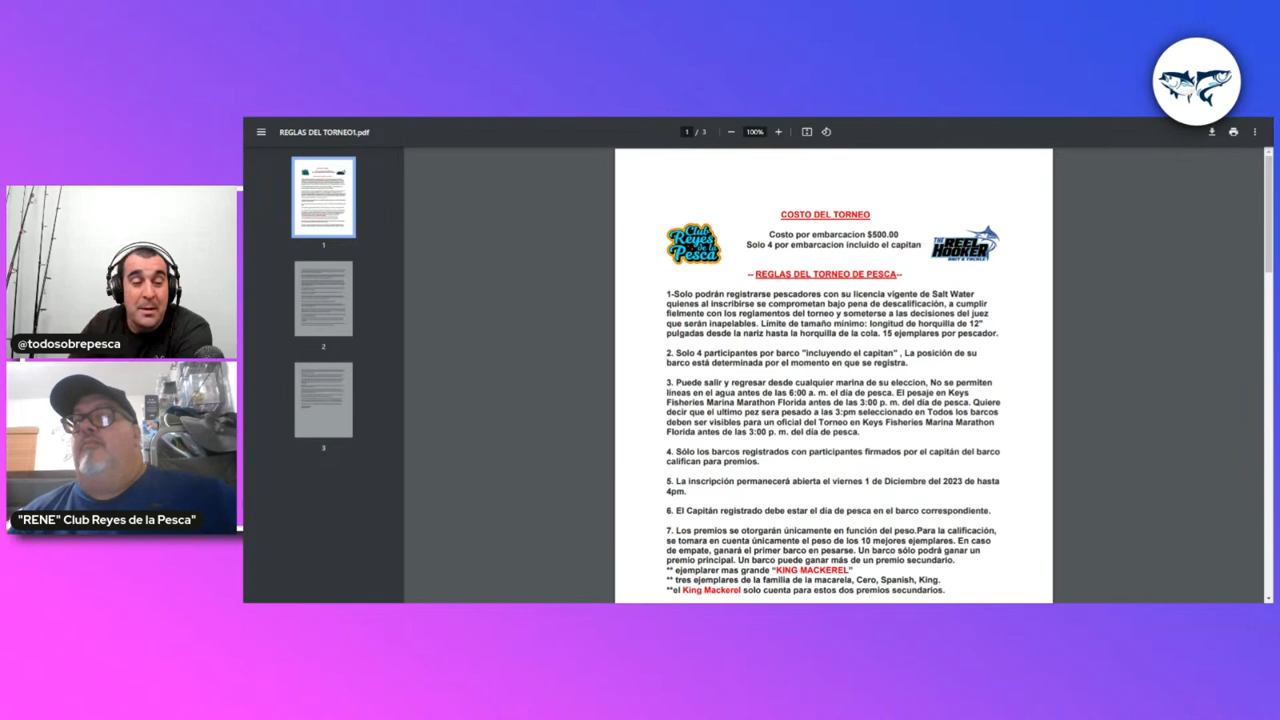 REGLAS DEL TORNEO1.pdf
1 / 3
100%
1
2
3
@todosobrepesca
"RENE" Club Reyes de la Pesca"
COSTO DEL TORNEO
Costo por embarcacion $500.00
Solo 4 por embarcacion incluido el capitan
Club
Reyes
de la
Pesca
THE REEL
HOOKER
BAIT & TACKLE
-- REGLAS DEL TORNEO DE PESCA--
1-Solo podrán registrarse pescadores con su licencia vigente de Salt Water
quienes al inscribirse se comprometan bajo pena de descalificación, a cumplir
fielmente con los reglamentos del torneo y someterse a las decisiones del juez
que serán inapelables. Límite de tamaño mínimo: longitud de horquilla de 12"
pulgadas desde la nariz hasta la horquilla de la cola. 15 ejemplares por pescador.
2. Solo 4 participantes por barco "incluyendo el capitan" , La posición de su
barco está determinada por el momento en que se registra.
3. Puede salir y regresar desde cualquier marina de su eleccion, No se permiten
lineas en el agua antes de las 6:00 a. m. el día de pesca. El pesaje en Keys
Fisheries Marina Marathon Florida antes de las 3:00 p. m. del día de pesca. Quiere
decir que el ultimo pez sera pesado a las 3:pm seleccionado en Todos los barcos
deben ser visibles para un oficial del Torneo en Keys Fisheries Marina Marathon
Florida antes de las 3:00 p. m. del día de pesca.
4. Sólo los barcos registrados con participantes firmados por el capitán del barco
califican para premios.
5. La inscripción permanecerá abierta el viernes 1 de Diciembre del 2023 de hasta
4pm.
6. El Capitán registrado debe estar el día de pesca en el barco correspondiente.
7. Los premios se otorgarán únicamente en función del peso.Para la calificación,
se tomara en cuenta únicamente el peso de los 10 mejores ejemplares. En caso
de empate, ganará el primer barco en pesarse. Un barco sólo podrá ganar un
premio principal. Un barco puede ganar más de un premio secundario.
** ejemplarer mas grande “KING MACKEREL”
** tres ejemplares de la familia de la macarela, Cero, Spanish, King.
**el King Mackerel solo cuenta para estos dos premios secundarios.